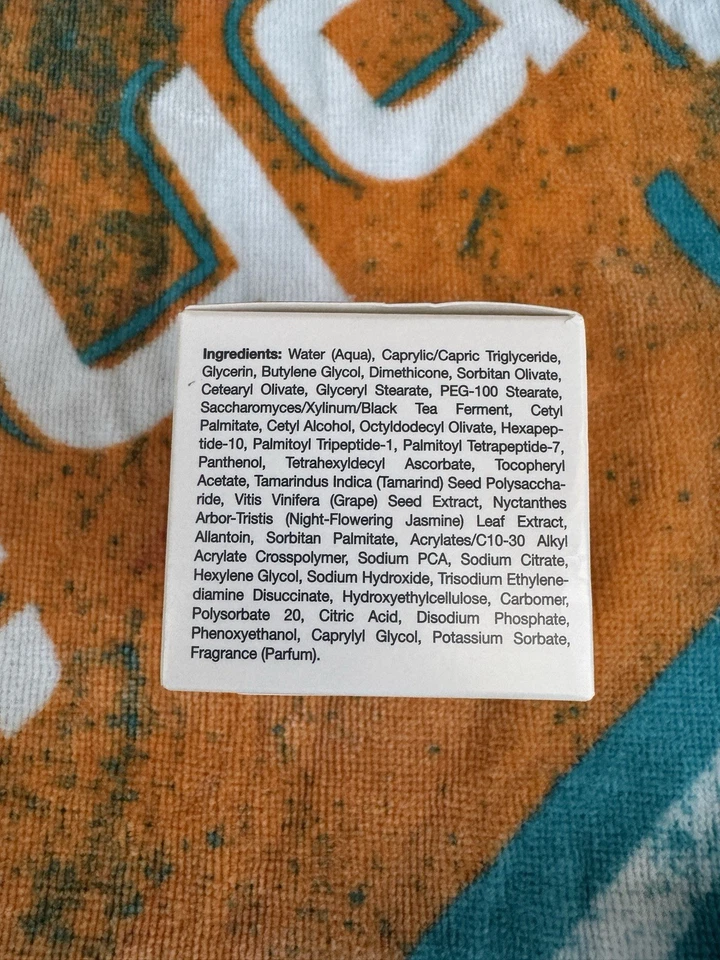 Ingredients: Water (Aqua), Caprylic/Capric Triglyceride,
Glycerin, Butylene Glycol, Dimethicone, Sorbitan Olivate,
Cetearyl Olivate, Glyceryl Stearate, PEG-100 Stearate,
Saccharomyces/Xylinum/Black Tea Ferment, Cetyl
Palmitate, Cetyl Alcohol, Octyldodecyl Olivate, Hexapep-
tide-10, Palmitoyl Tripeptide-1, Palmitoyl Tetrapeptide-7,
Panthenol, Tetrahexyldecyl Ascorbate, Tocopheryl
Acetate, Tamarindus Indica (Tamarind) Seed Polysaccha-
ride, Vitis Vinifera (Grape) Seed Extract, Nyctanthes
Arbor-Tristis (Night-Flowering Jasmine) Leaf Extract,
Allantoin, Sorbitan Palmitate, Acrylates/C10-30 Alkyl
Acrylate Crosspolymer, Sodium PCA, Sodium Citrate,
Hexylene Glycol, Sodium Hydroxide, Trisodium Ethylene-
diamine Disuccinate, Hydroxyethylcellulose, Carbomer,
Polysorbate 20, Citric Acid, Disodium Phosphate,
Phenoxyethanol, Caprylyl Glycol, Potassium Sorbate,
Fragrance (Parfum).